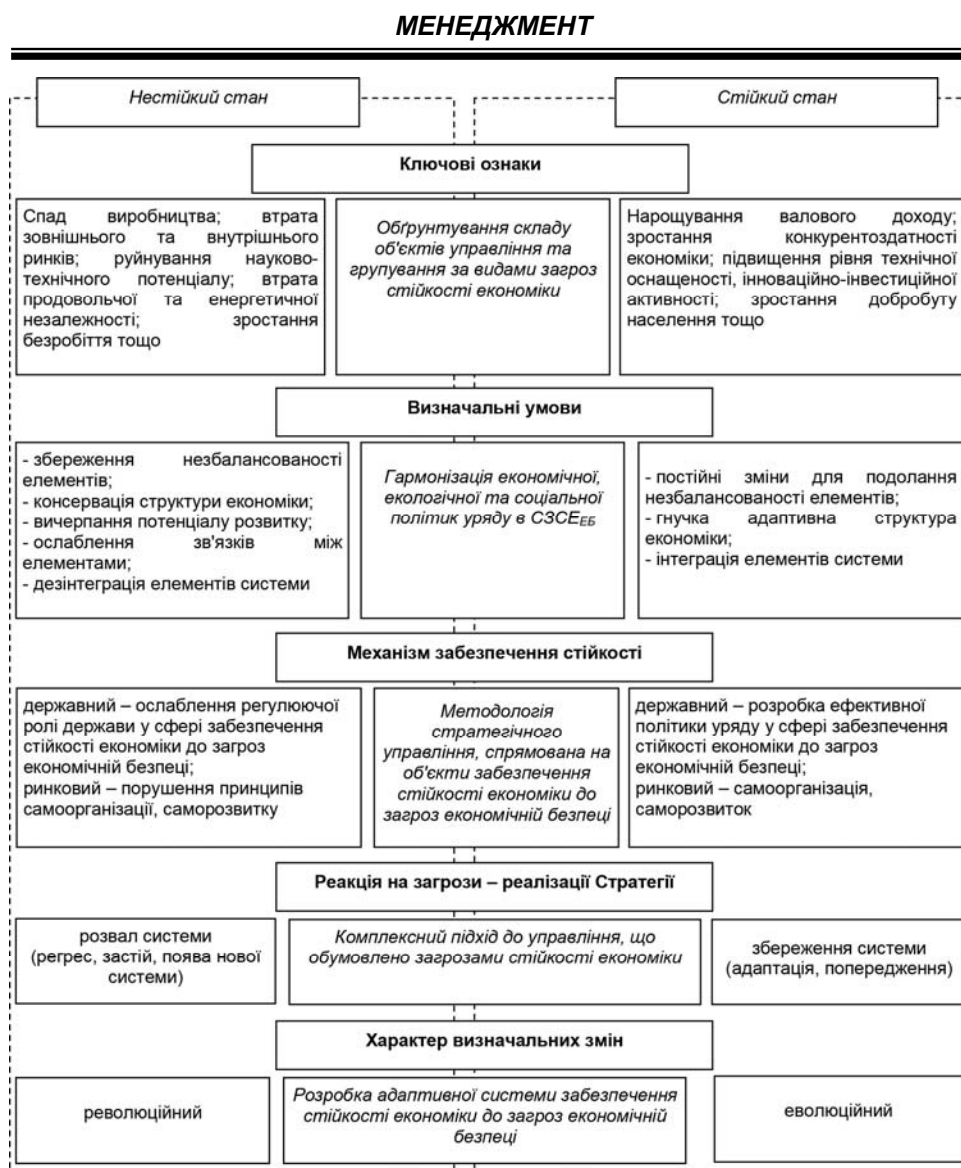 МЕНЕДЖМЕНТ
Нестійкий стан
Стійкий стан
Ключові ознаки
Спад виробництва; втрата
зовнішнього та внутрішнього
ринків; руйнування науково-
технічного потенціалу; втрата
продовольчої та енергетичної
незалежності; зростання
безробіття тощо
Обґрунтування складу
об'єктів управління та
групування за видами загроз
стійкості економіки
Нарощування валового доходу;
зростання конкурентоздатності
економіки; підвищення рівня технічної
оснащеності, інноваційно-інвестиційної
активності; зростання добробуту
населення тощо
Визначальні умови
- збереження незбалансованості
елементів;
- консервація структури економіки;
- вичерпання потенціалу розвитку;
- ослаблення зв'язків між
елементами;
- дезінтеграція елементів системи
Гармонізація економічної,
екологічної та соціальної
політик уряду в СЗСЕЕБ
- постійні зміни для подолання
незбалансованості елементів;
- гнучка адаптивна структура
економіки;
- інтеграція елементів системи
Механізм забезпечення стійкості
державний – ослаблення регулюючої
ролі держави у сфері забезпечення
стійкості економіки до загроз
економічній безпеці;
ринковий – порушення принципів
самоорганізації, саморозвитку
Методологія
стратегічного
управління, спрямована на
об'єкти забезпечення
стійкості економіки до
загроз економічній безпеці
державний – розробка ефективної
політики уряду у сфері забезпечення
стійкості економіки до загроз
економічній безпеці;
ринковий – самоорганізація,
саморозвиток
Реакція на загрози – реалізації Стратегії
розвал системи
(регрес, застій, поява нової
системи)
Комплексний підхід до управління, що
обумовлено загрозами стійкості економіки
збереження системи
(адаптація, попередження)
Характер визначальних змін
революційний
Розробка адаптивної системи забезпечення
стійкості економіки до загроз економічній
безпеці
еволюційний